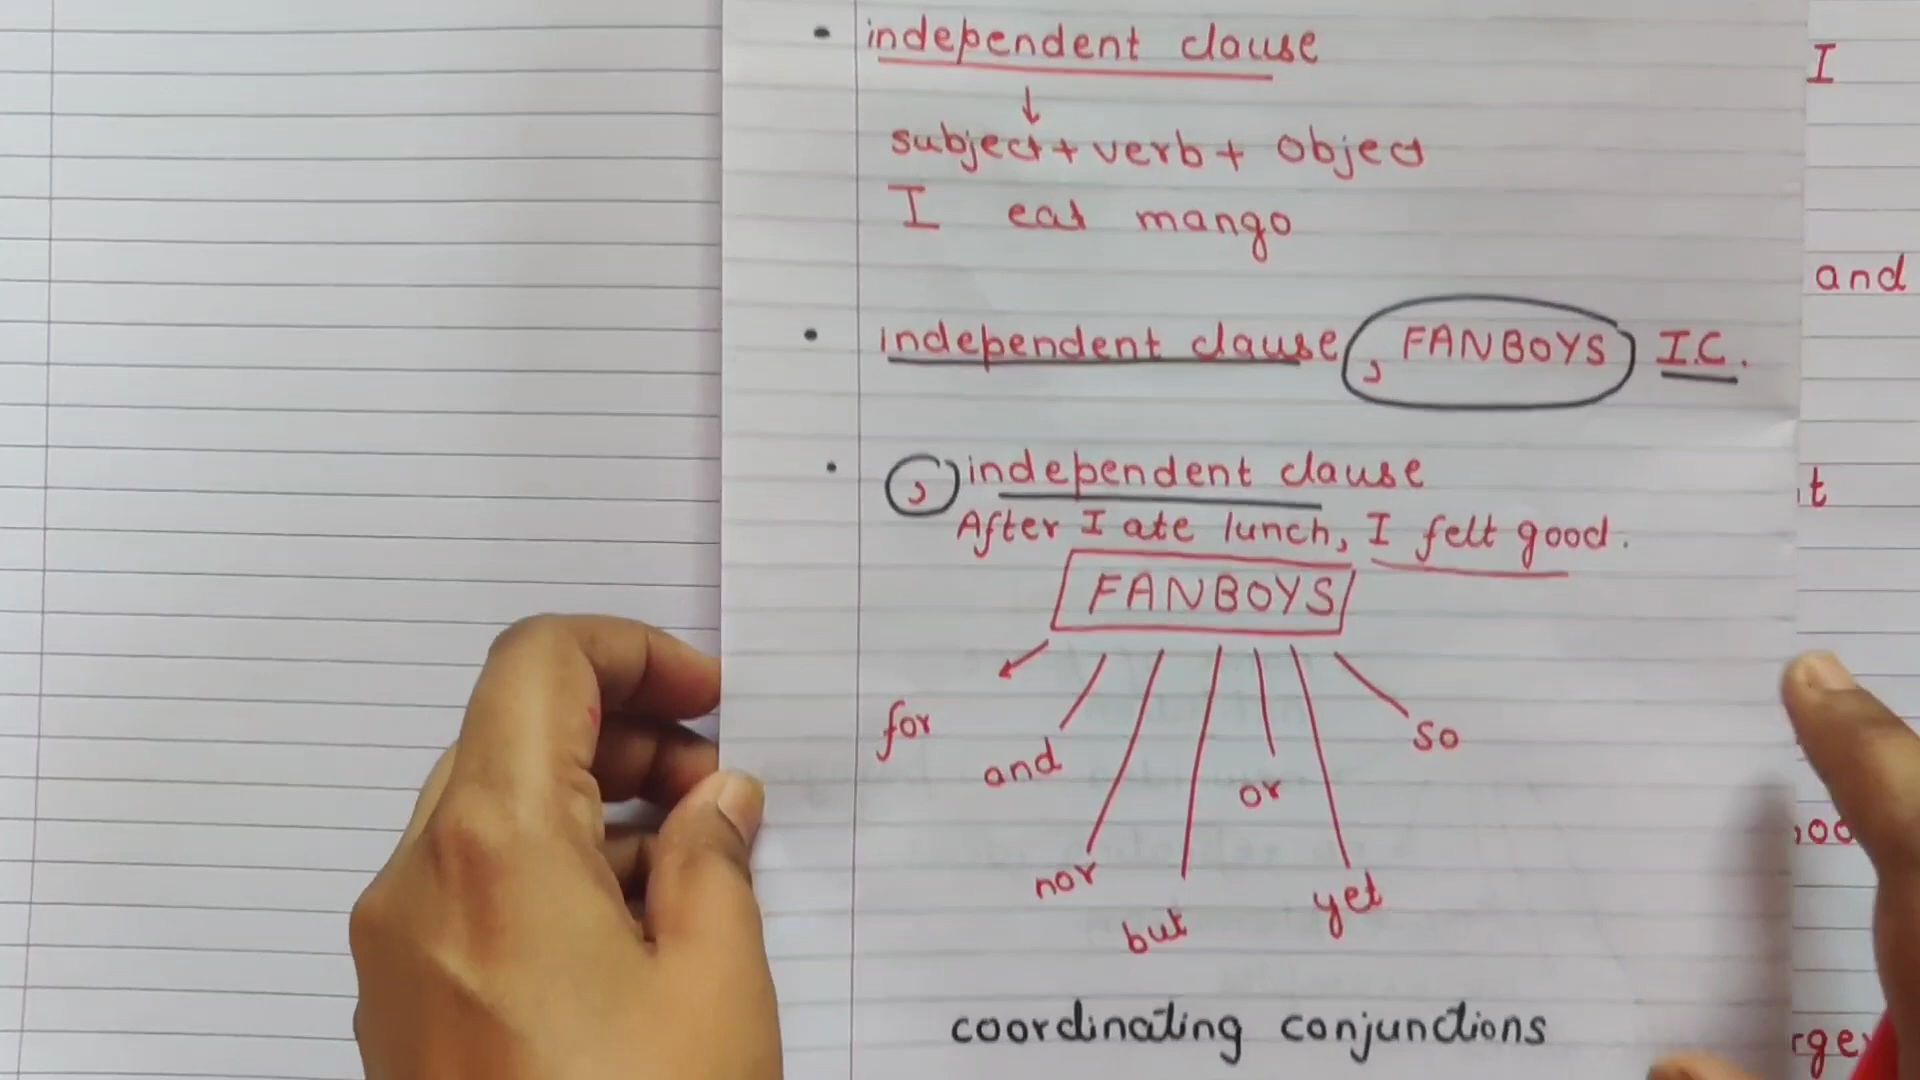 independent clause
subject + verb + object
I eat mango
independent clause, FANBOYS I.C.
, independent clause
After I ate lunch, I felt good.
FANBOYS
for
and
nor
but
or
yet
so
coordinating conjunctions
I
and